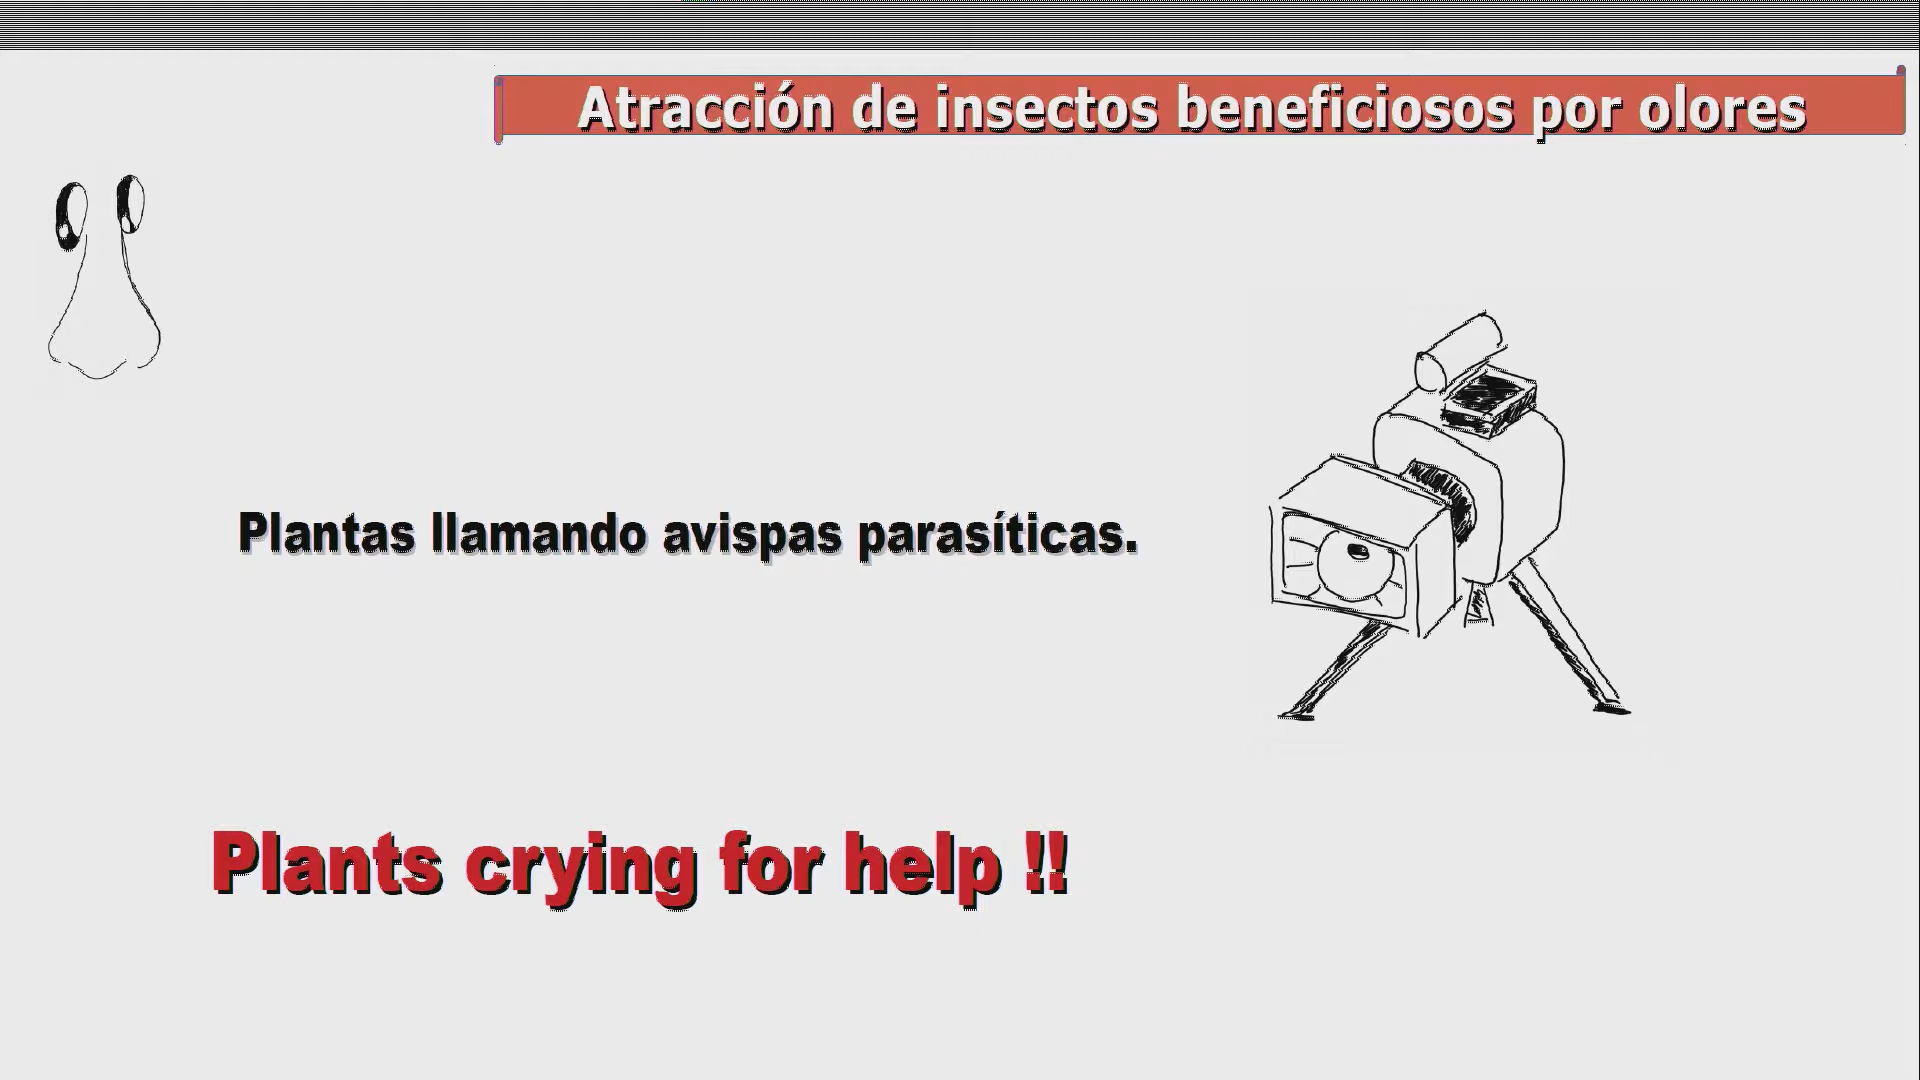 Atracción de insectos beneficiosos por olores
Plantas llamando avispas parasíticas.
Plants crying for help !!